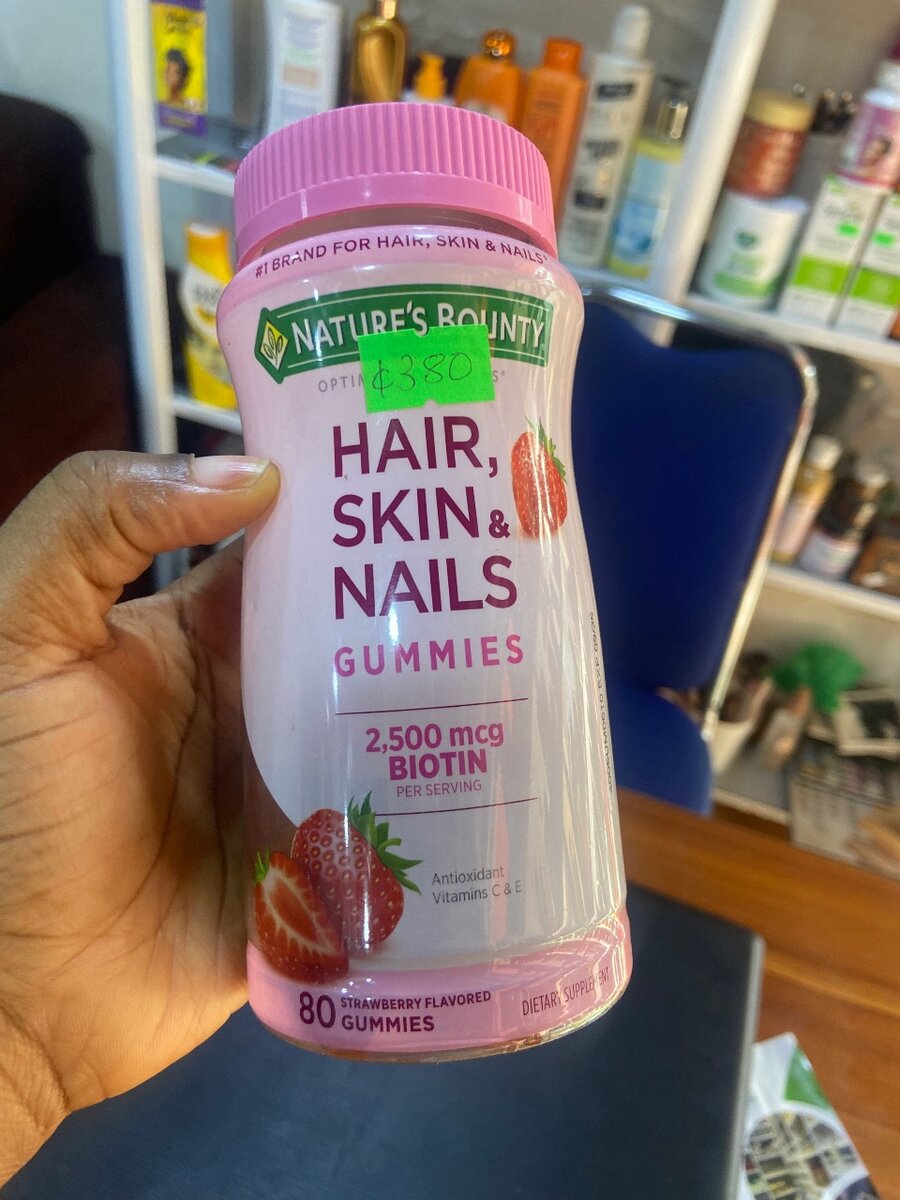 #1 BRAND FOR HAIR, SKIN & NAILS*
NATURE'S BOUNTY
¢380
HAIR,
SKIN &
NAILS
GUMMIES
2,500 mcg
BIOTIN
PER SERVING
Antioxidant
Vitamins C & E
80 STRAWBERRY FLAVORED
GUMMIES
DIETARY SUPPLEMENT